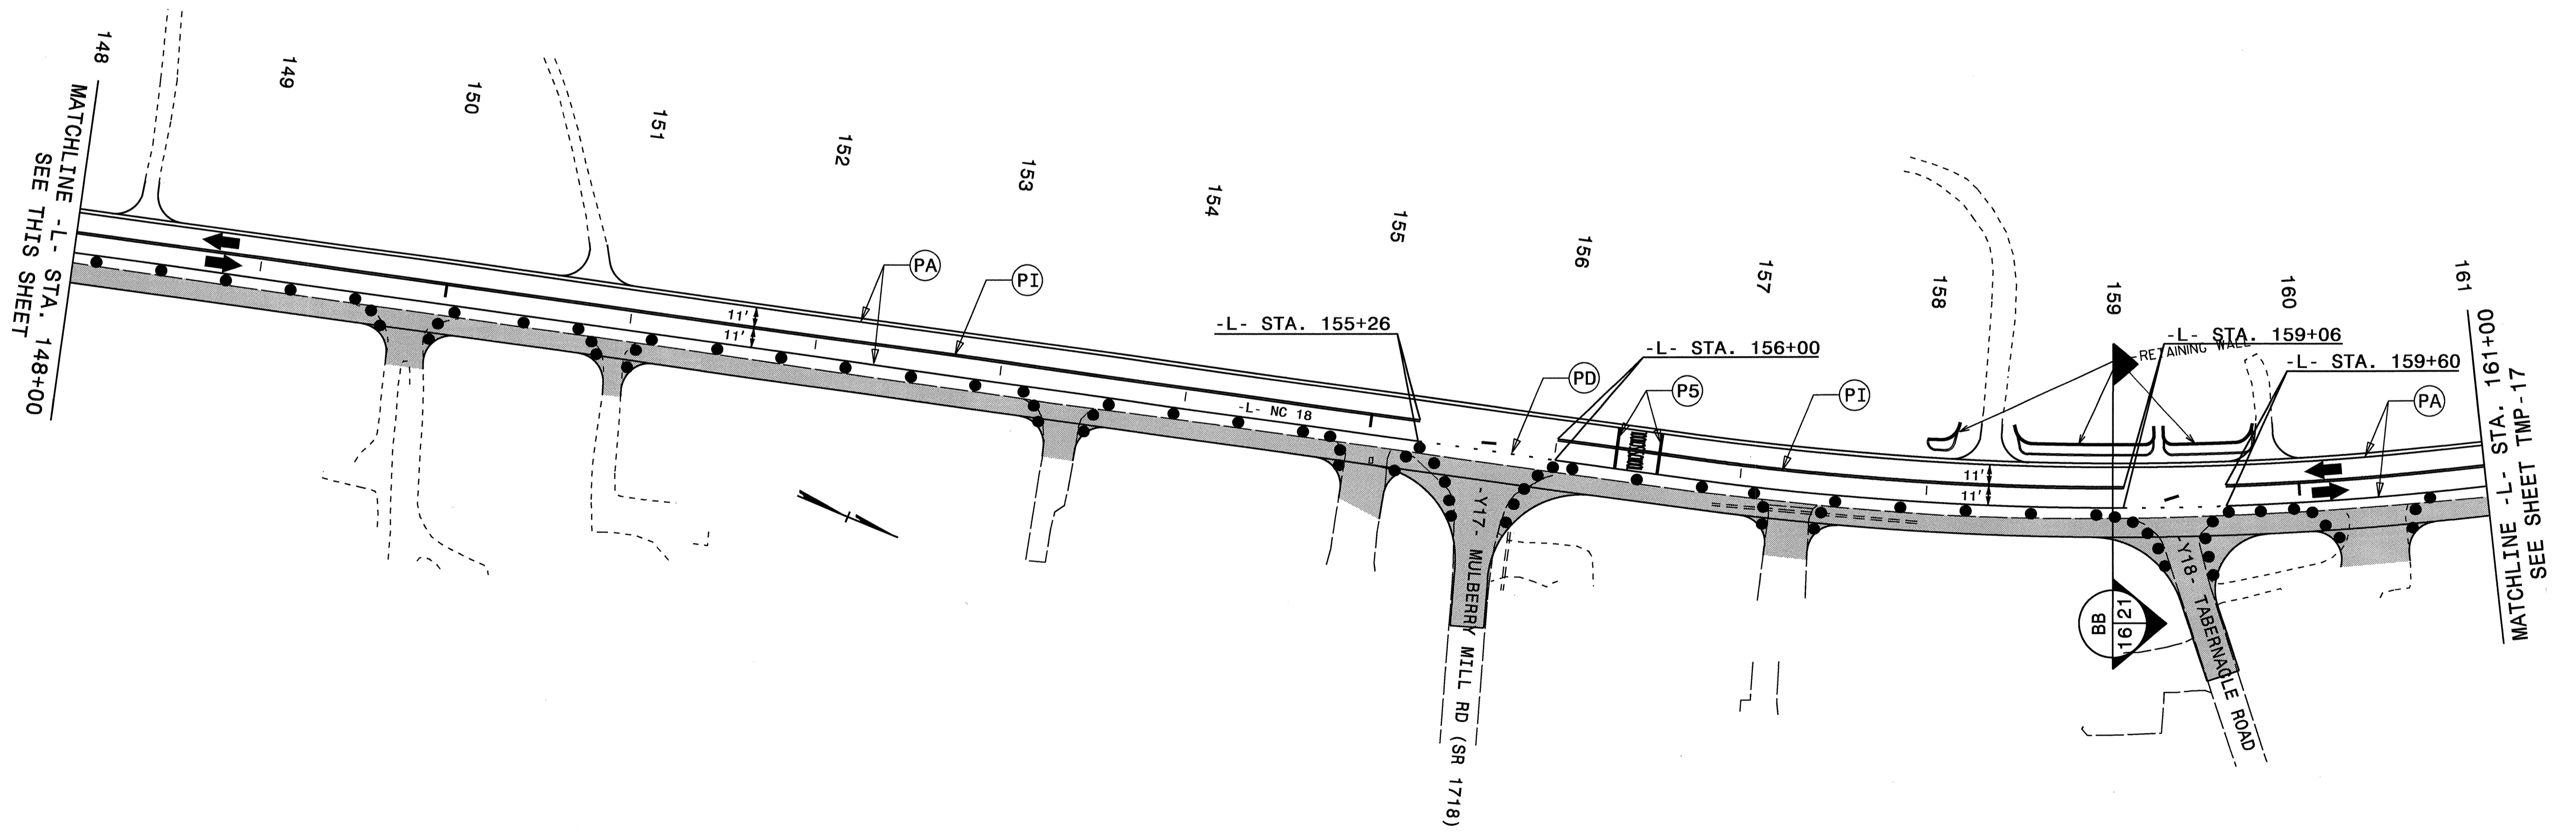 148
149
150
151
152
153
154
155
156
157
158
159
160
161
MATCHLINE -L- STA. 148+00
SEE THIS SHEET
PA
PI
11'
11'
-L- NC 18
-L- STA. 155+26
-L- STA. 156+00
PD
P5
PI
RETAINING WALL
-L- STA. 159+06
-L- STA. 159+60
PA
11'
11'
-Y17- MULBERRY MILL RD (SR 1718)
-Y18- TABERNACLE ROAD
BB
16 21
MATCHLINE -L- STA. 161+00
SEE SHEET TMP-17